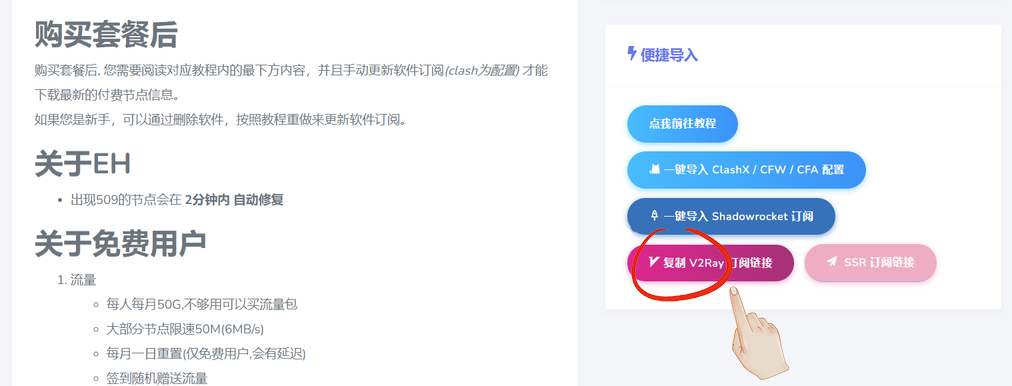 购买套餐后
购买套餐后, 您需要阅读对应教程内的最下方内容，并且手动更新软件订阅(clash为配置) 才能
下载最新的付费节点信息。
如果您是新手，可以通过删除软件，按照教程重做来更新软件订阅。
关于EH
出现509的节点会在 2分钟内 自动修复
关于免费用户
1. 流量
每人每月50G,不够用可以买流量包
大部分节点限速50M(6MB/s)
每月一日重置(仅免费用户,会有延迟)
签到随机赠送流量
便捷导入
点我前往教程
一键导入 ClashX / CFW / CFA 配置
一键导入 Shadowrocket 订阅
复制 V2Ray 订阅链接
SSR 订阅链接